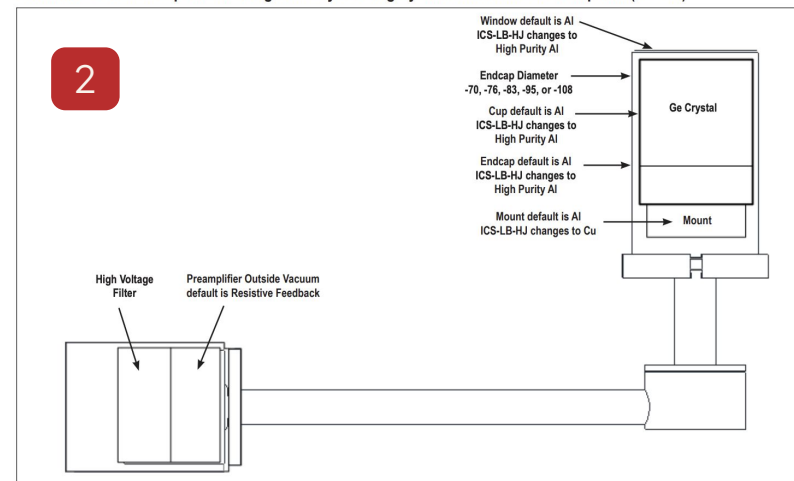 2
Window default is Al
ICS-LB-HJ changes to
High Purity Al
Endcap Diameter
-70, -76, -83, -95, or -108
Cup default is Al
ICS-LB-HJ changes to
High Purity Al
Endcap default is Al
ICS-LB-HJ changes to
High Purity Al
Mount default is Al
ICS-LB-HJ changes to Cu
Ge Crystal
Mount
High Voltage
Filter
Preamplifier Outside Vacuum
default is Resistive Feedback